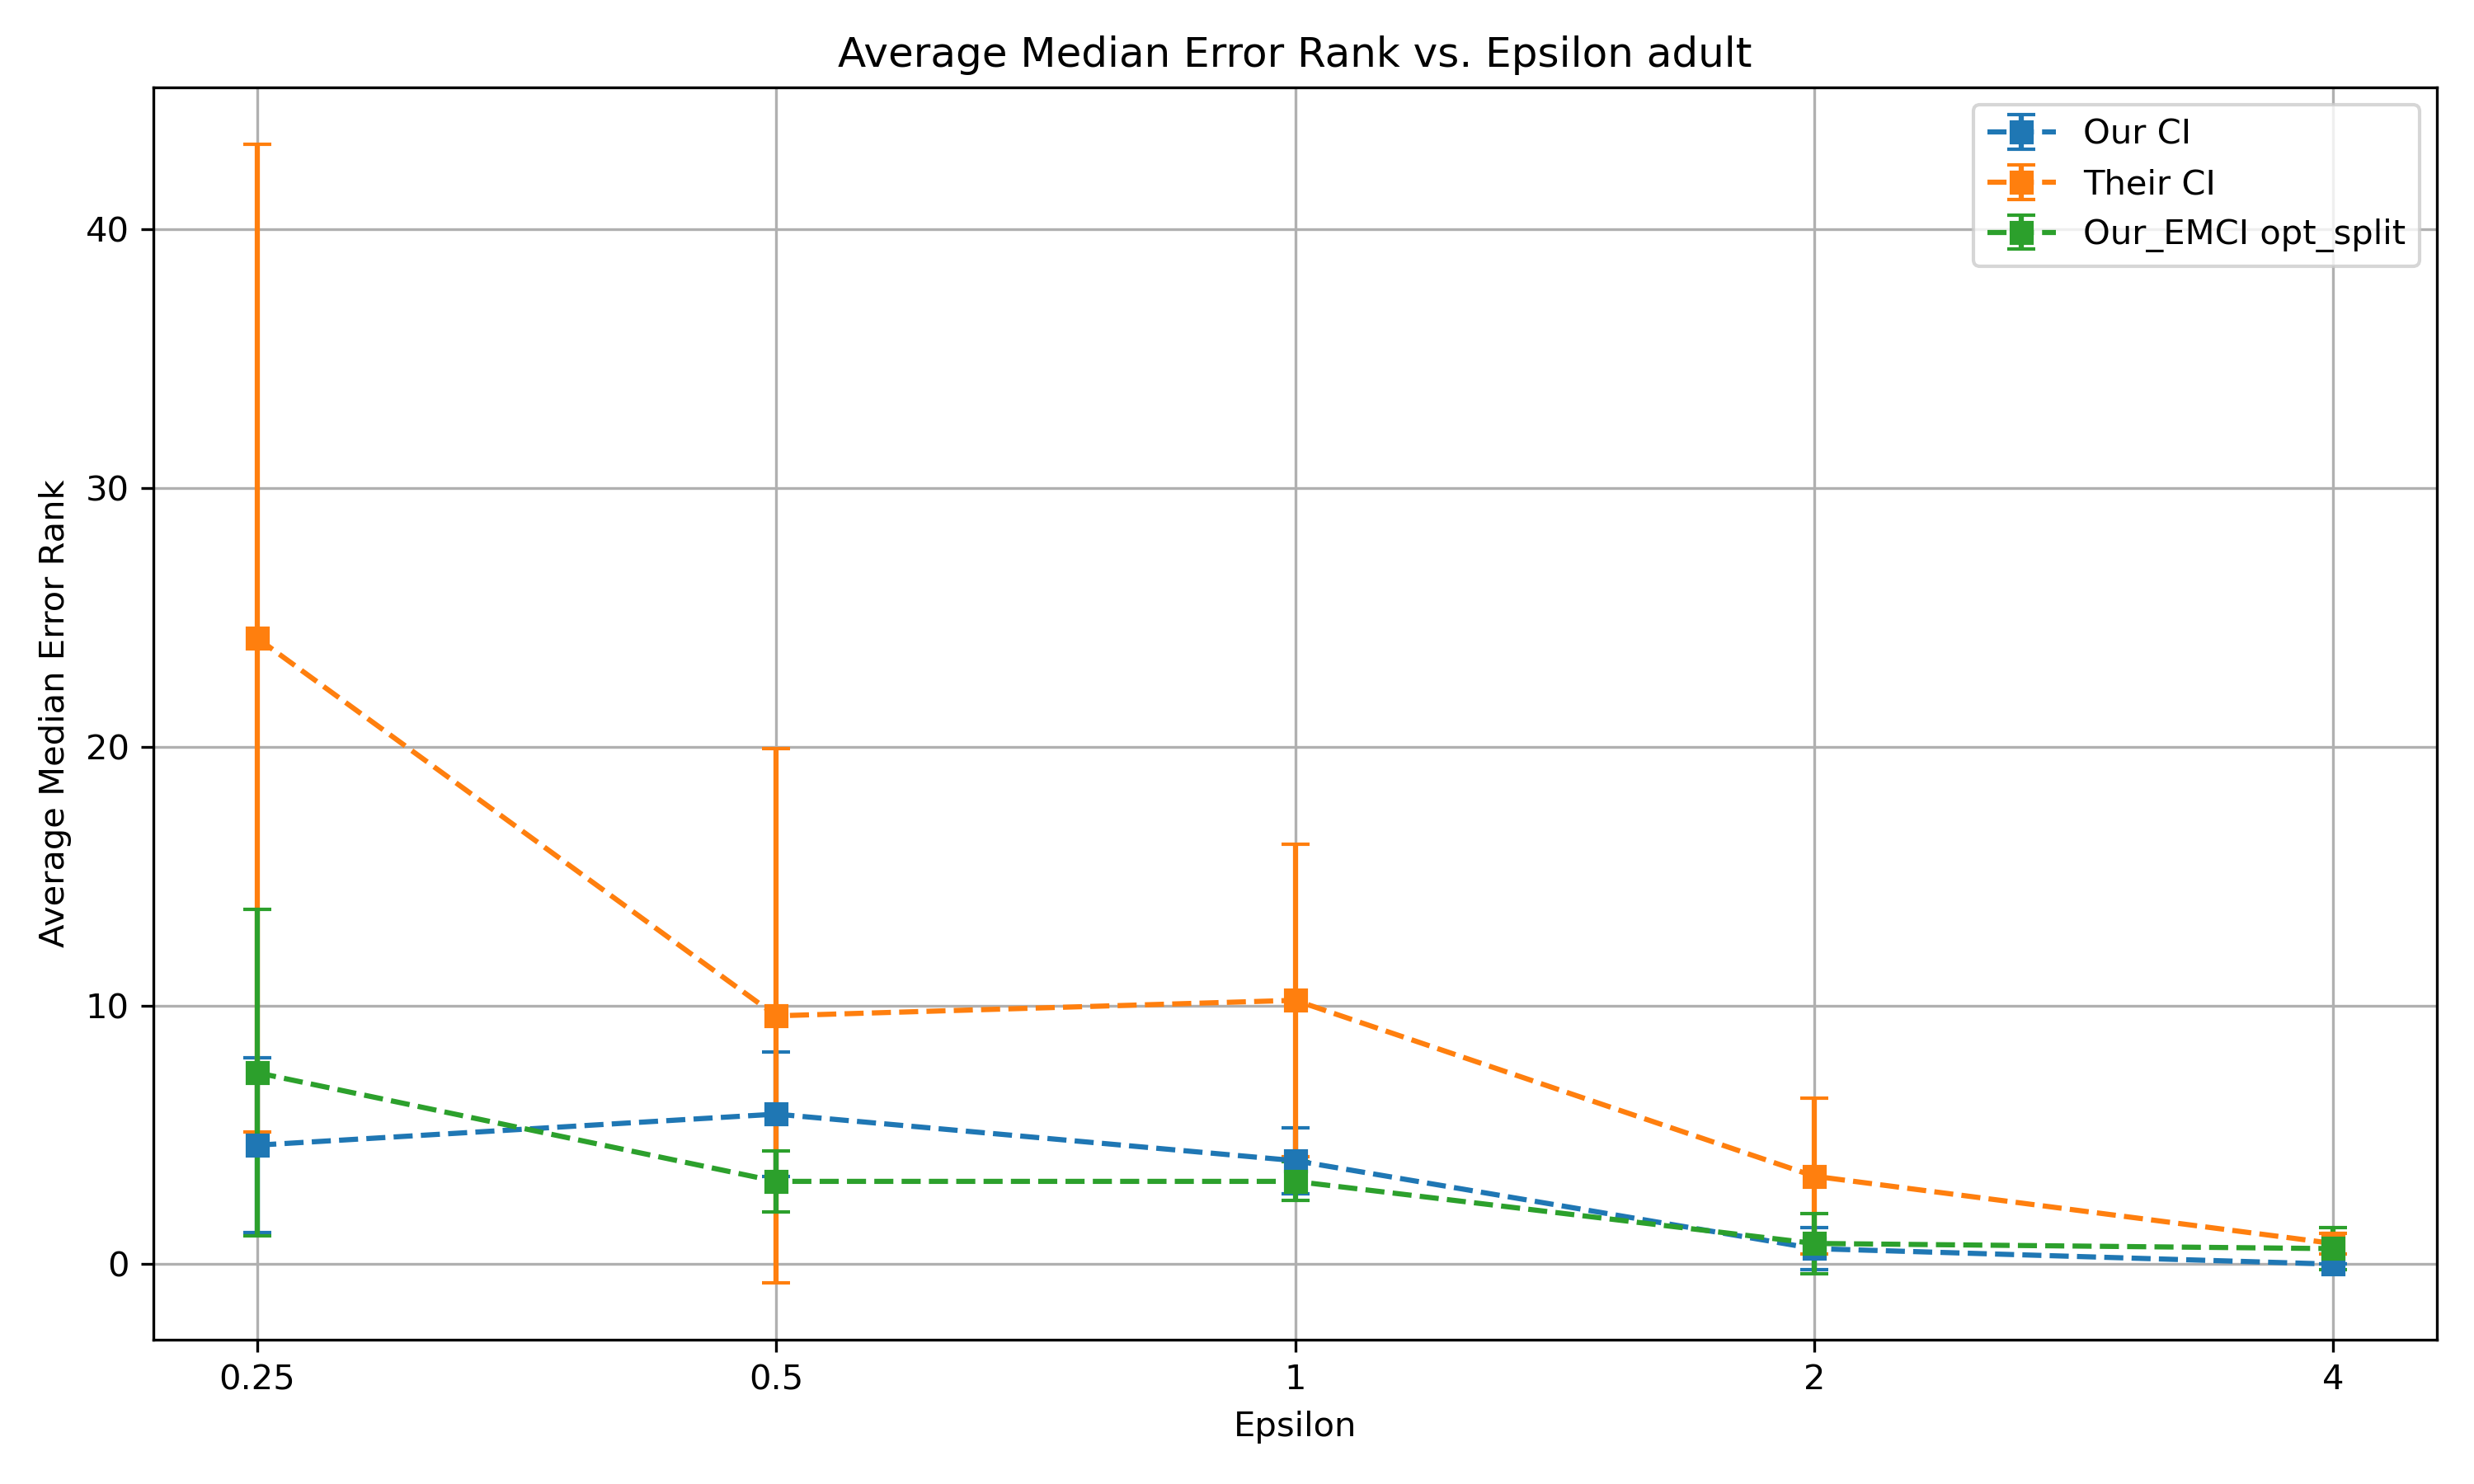 Average Median Error Rank vs. Epsilon adult
Our CI
Their CI
Our_EMCI opt_split
Average Median Error Rank
40
30
20
10
0
0.25 0.5 1 2 4
Epsilon